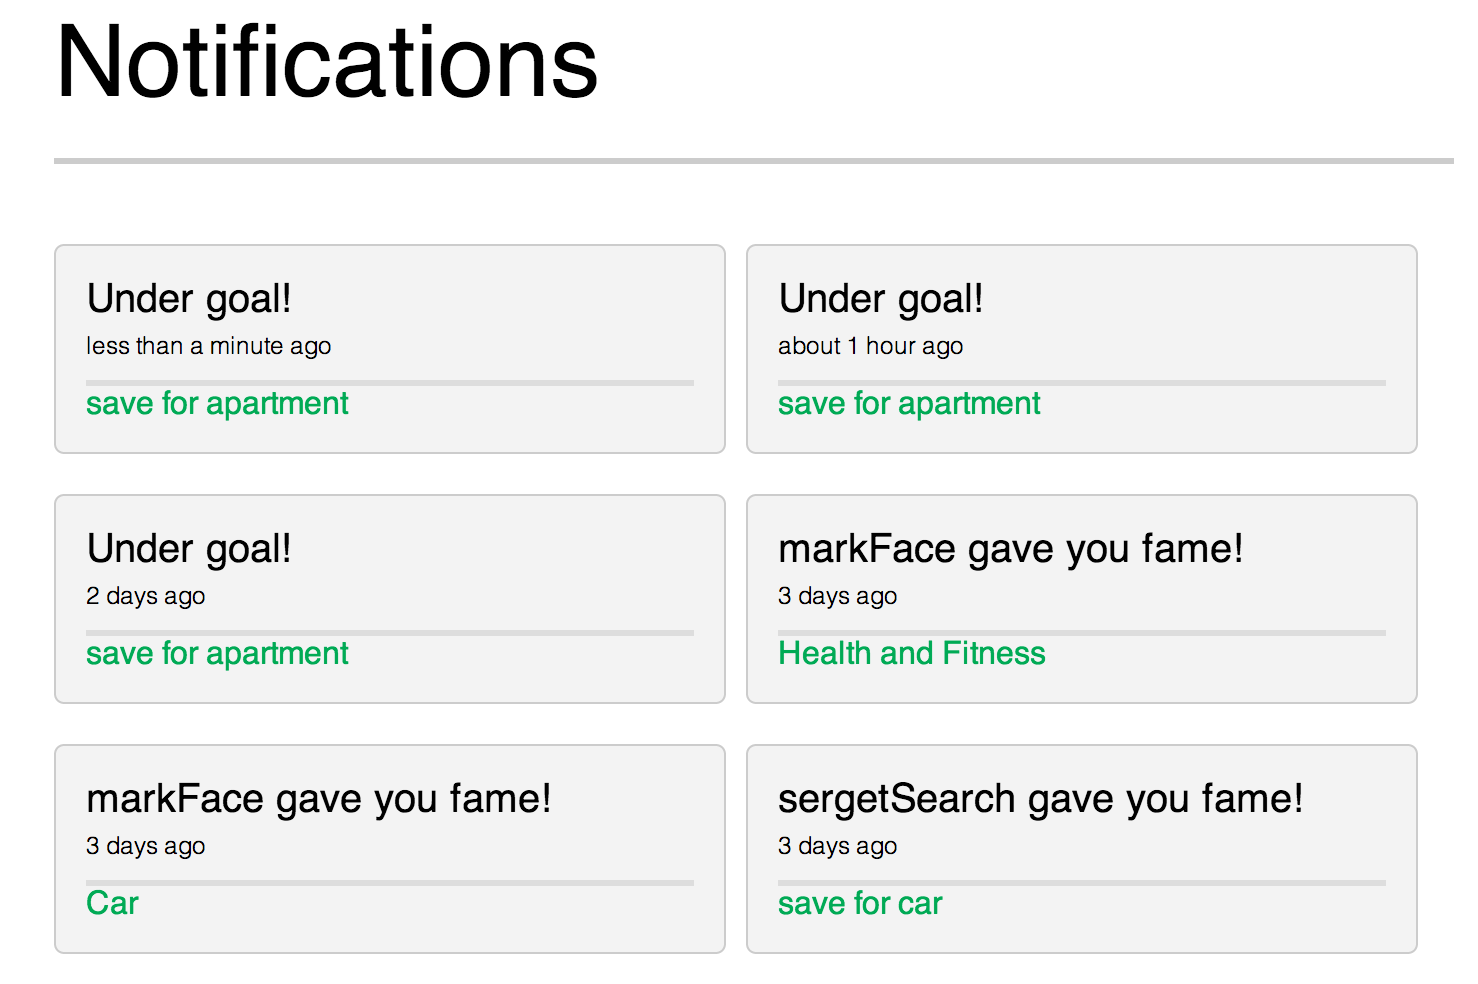 Notifications
Under goal!
less than a minute ago
save for apartment
Under goal!
about 1 hour ago
save for apartment
Under goal!
2 days ago
save for apartment
markFace gave you fame!
3 days ago
Health and Fitness
markFace gave you fame!
3 days ago
Car
sergetSearch gave you fame!
3 days ago
save for car